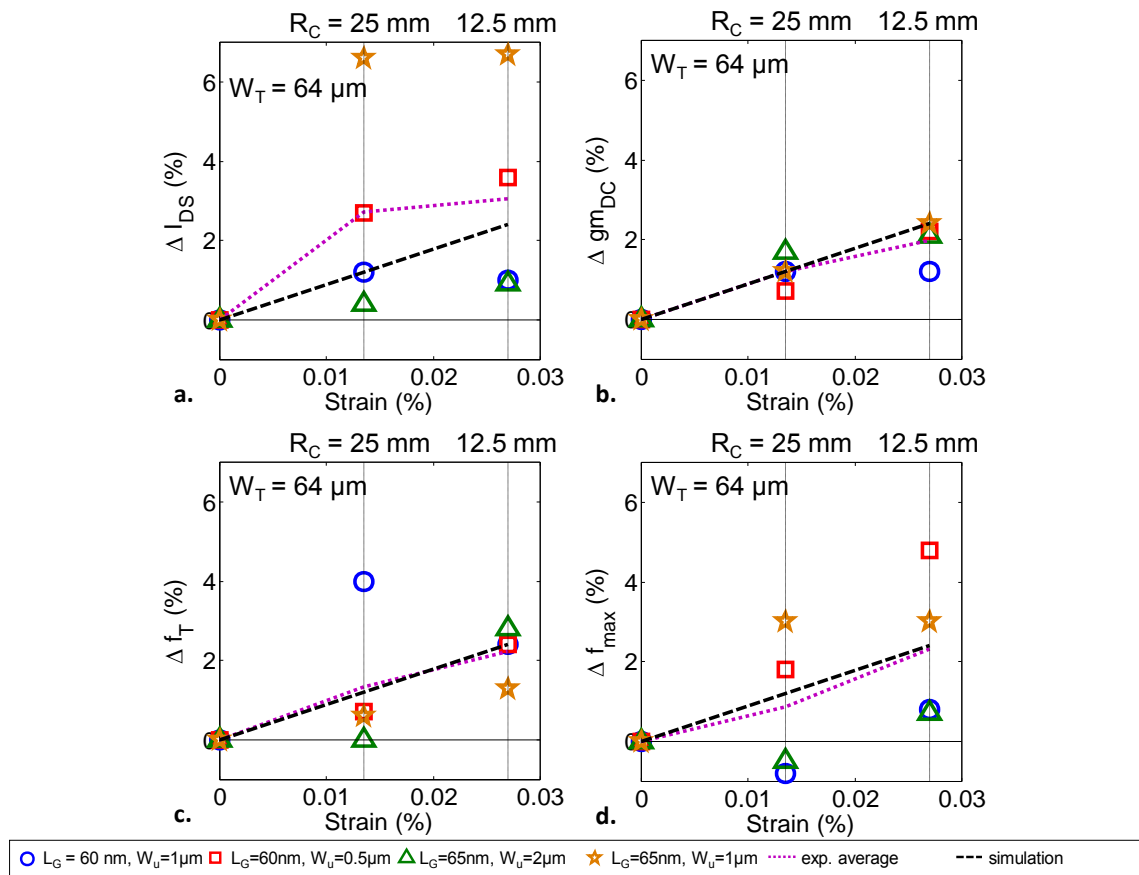 R_C = 25 mm 12.5 mm
W_T = 64 µm
Δ I_DS (%)
6
4
2
0
0 0.01 0.02 0.03
Strain (%)
a.
R_C = 25 mm 12.5 mm
W_T = 64 µm
Δ gm_DC (%)
6
4
2
0
0 0.01 0.02 0.03
Strain (%)
b.
R_C = 25 mm 12.5 mm
W_T = 64 µm
Δ f_T (%)
6
4
2
0
0 0.01 0.02 0.03
Strain (%)
c.
R_C = 25 mm 12.5 mm
W_T = 64 µm
Δ f_max (%)
6
4
2
0
0 0.01 0.02 0.03
Strain (%)
d.
L_G = 60 nm, W_u=1µm L_G=60nm, W_u=0.5µm L_G=65nm, W_u=2µm L_G=65nm, W_u=1µm exp. average simulation